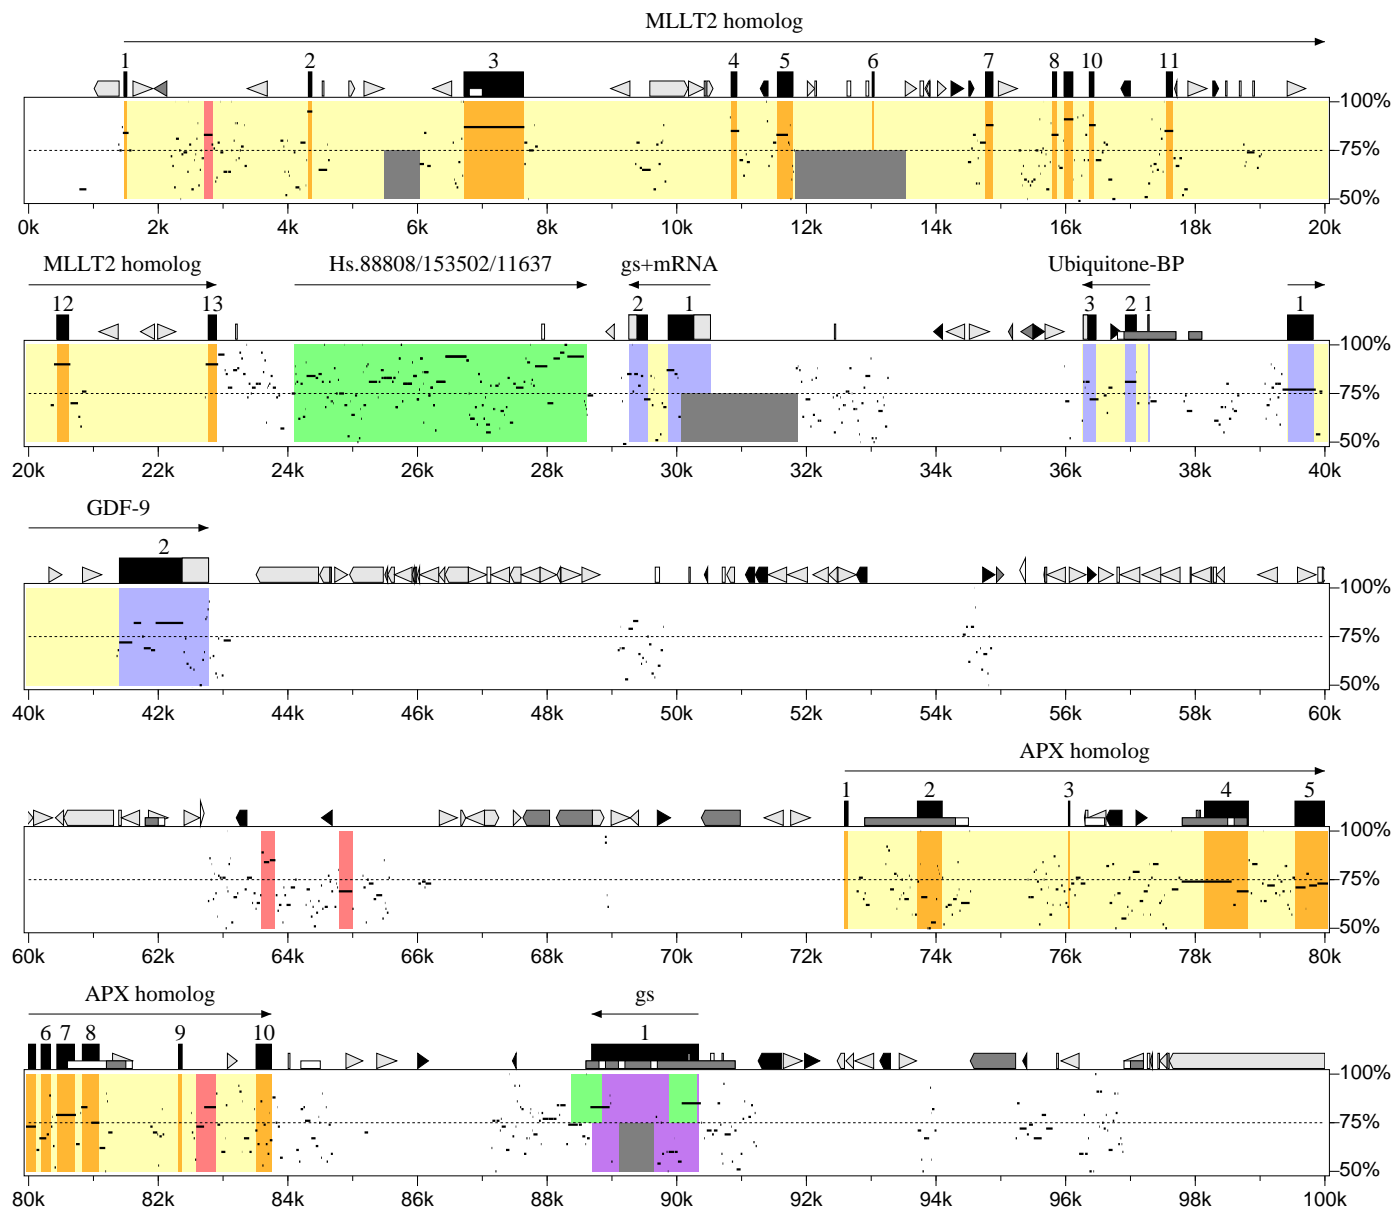 MLLT2 homolog
1 2 3 4 5 6 7 8 10 11
100%
75%
50%
0k 2k 4k 6k 8k 10k 12k 14k 16k 18k 20k
MLLT2 homolog Hs.88808/153502/11637 gs+mRNA Ubiquitone-BP
12 13 2 1 3 2 1 1
100%
75%
50%
20k 22k 24k 26k 28k 30k 32k 34k 36k 38k 40k
GDF-9
2
100%
75%
50%
40k 42k 44k 46k 48k 50k 52k 54k 56k 58k 60k
APX homolog
1 2 3 4 5
100%
75%
50%
60k 62k 64k 66k 68k 70k 72k 74k 76k 78k 80k
APX homolog gs
6 7 8 9 10 1
100%
75%
50%
80k 82k 84k 86k 88k 90k 92k 94k 96k 98k 100k